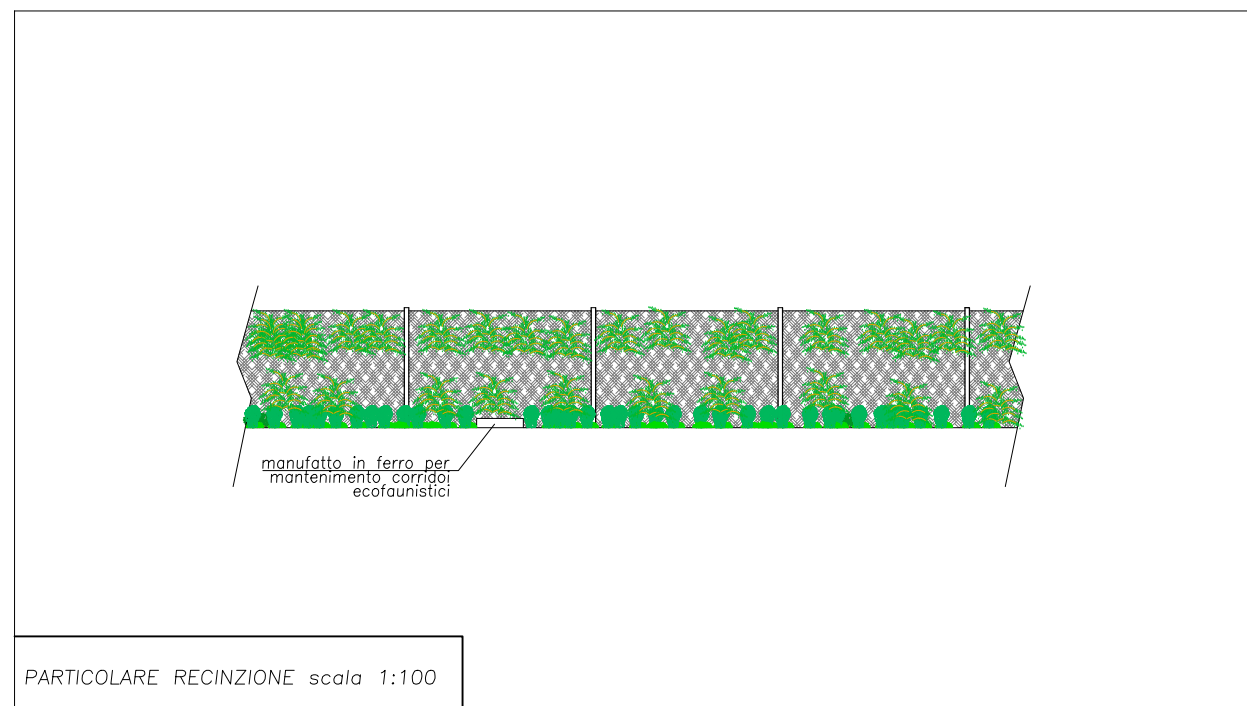 manufatto in ferro per
mantenimento corridoi
ecofaunistici
PARTICOLARE RECINZIONE scala 1:100